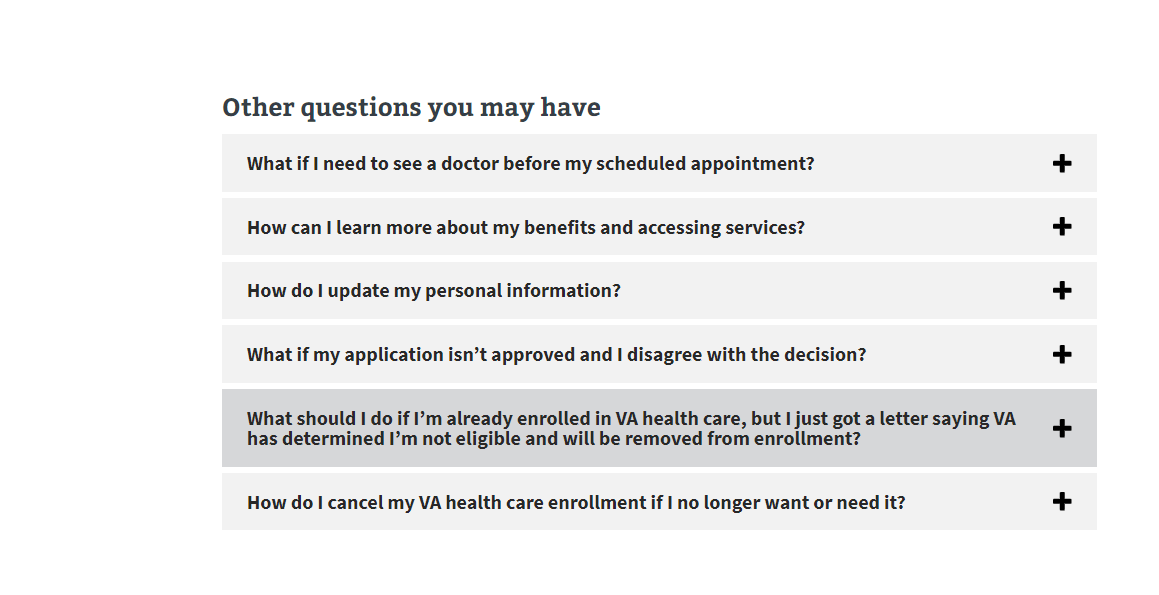 Other questions you may have
What if I need to see a doctor before my scheduled appointment?
How can I learn more about my benefits and accessing services?
How do I update my personal information?
What if my application isn’t approved and I disagree with the decision?
What should I do if I’m already enrolled in VA health care, but I just got a letter saying VA
has determined I’m not eligible and will be removed from enrollment?
How do I cancel my VA health care enrollment if I no longer want or need it?